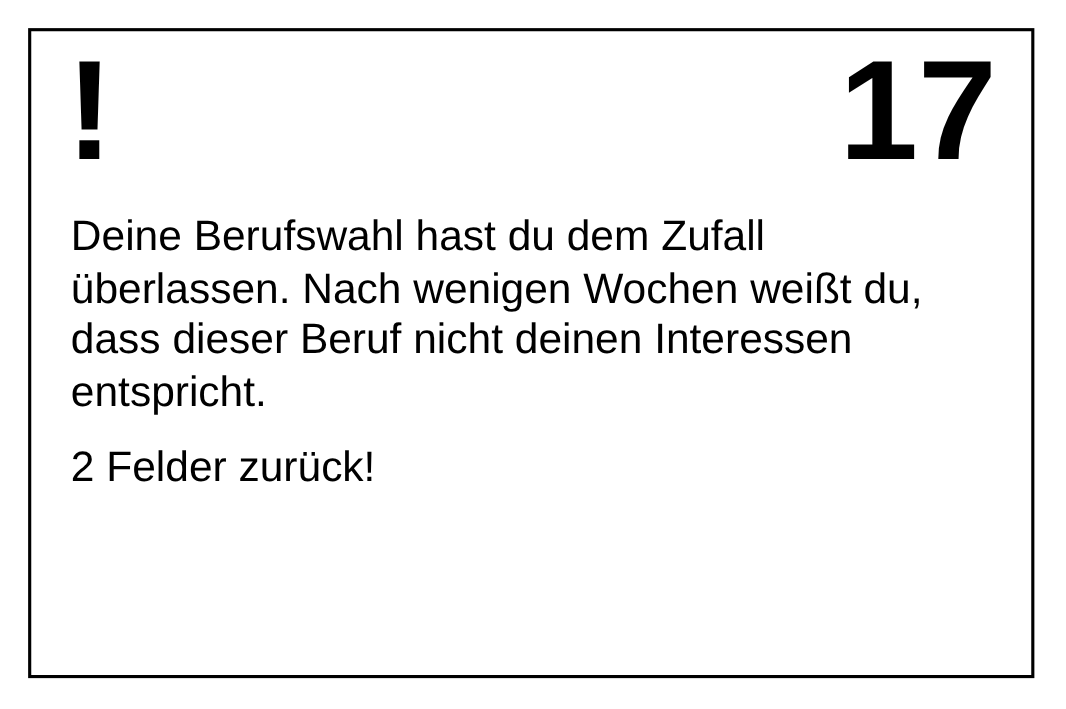 ! 17
Deine Berufswahl hast du dem Zufall
überlassen. Nach wenigen Wochen weißt du,
dass dieser Beruf nicht deinen Interessen
entspricht.
2 Felder zurück!